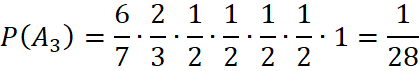 P(A₃) = 6/7 · 2/3 · 1/2 · 1/2 · 1/2 · 1/2 · 1 = 1/28